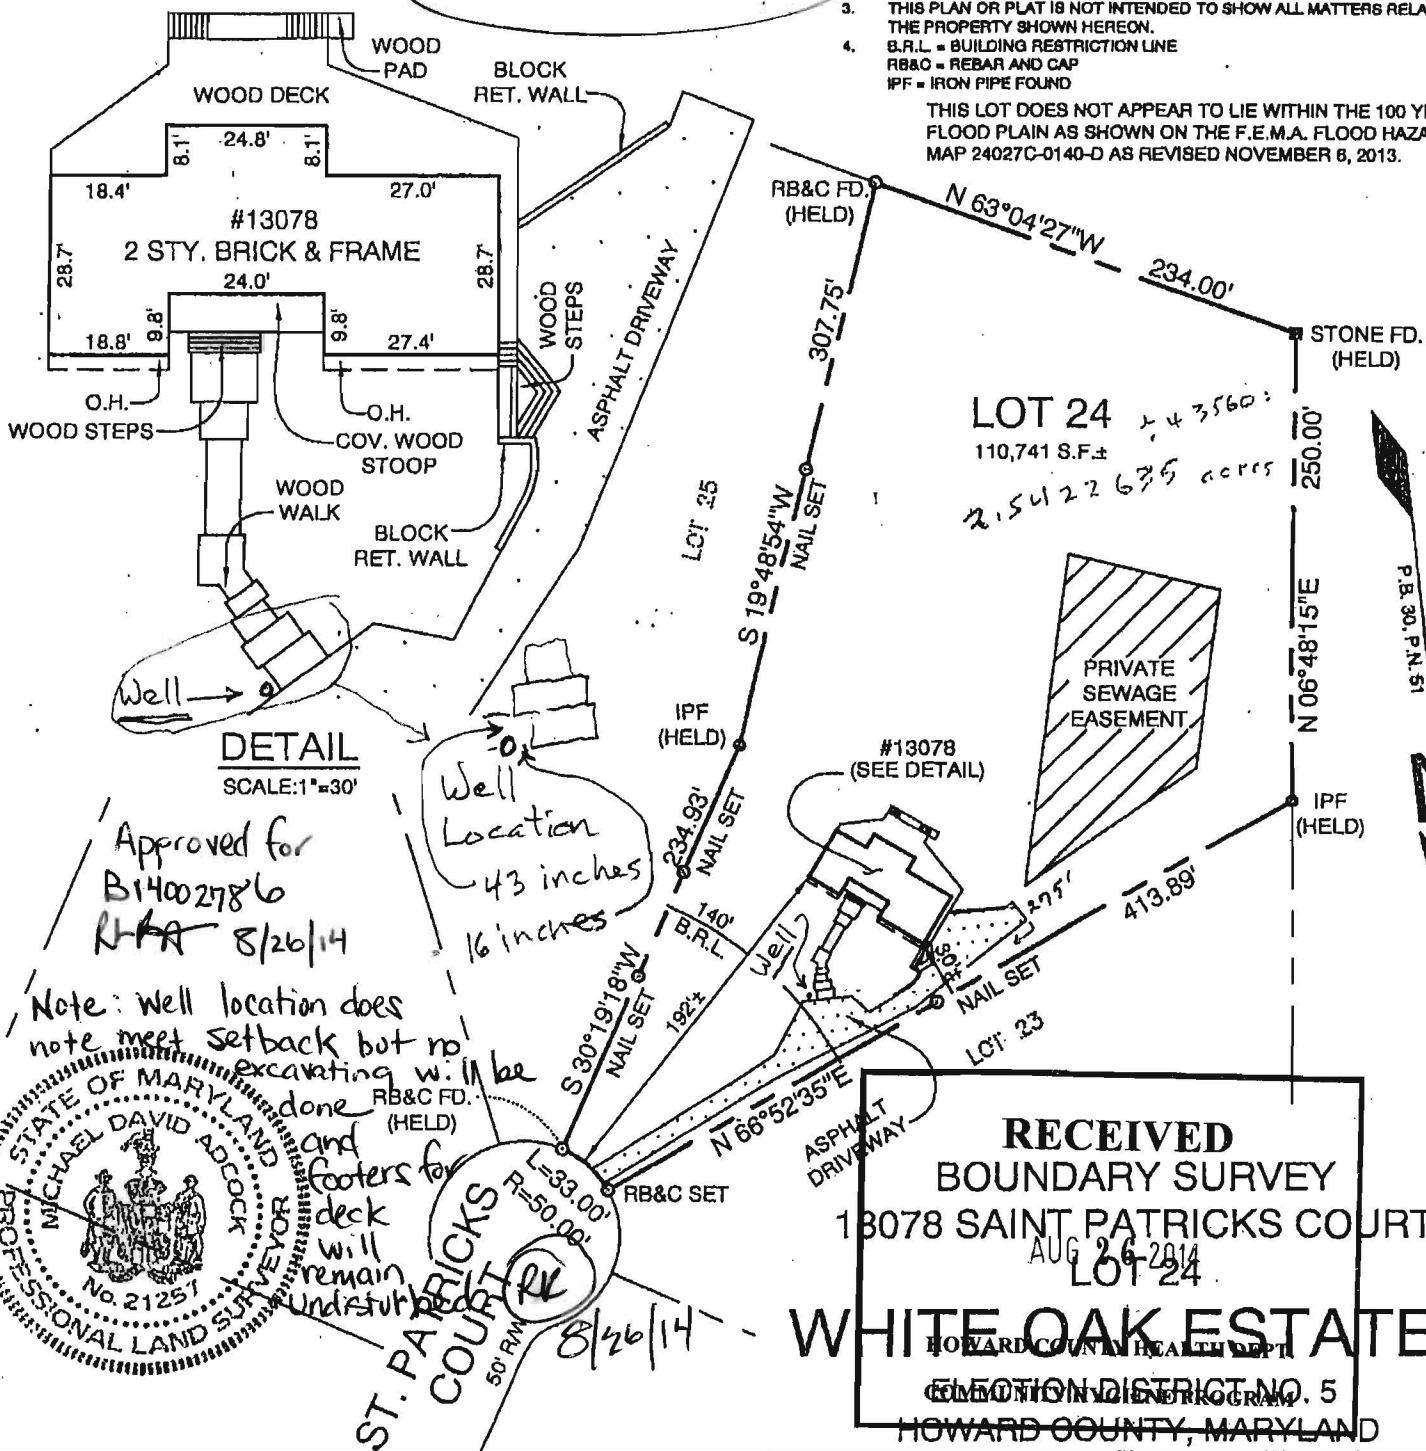 3. THIS PLAN OR PLAT IS NOT INTENDED TO SHOW ALL MATTERS RELA
THE PROPERTY SHOWN HEREON.
4. B.R.L. = BUILDING RESTRICTION LINE
RB&C = REBAR AND CAP
IPF = IRON PIPE FOUND
THIS LOT DOES NOT APPEAR TO LIE WITHIN THE 100 Y
FLOOD PLAIN AS SHOWN ON THE F.E.M.A. FLOOD HAZA
MAP 24027C-0140-D AS REVISED NOVEMBER 6, 2013.
WOOD
PAD
WOOD DECK
BLOCK
RET. WALL
24.8'
8.1'
8.1'
18.4'
27.0'
#13078
2 STY. BRICK & FRAME
28.7'
28.7'
24.0'
9.8'
9.8'
18.8'
27.4'
O.H.
O.H.
WOOD STEPS
COV. WOOD
STOOP
WOOD
STEPS
ASPHALT DRIVEWAY
WOOD
WALK
BLOCK
RET. WALL
Well
DETAIL
SCALE:1"=30'
Well
Location
43 inches
16 inches
Approved for
B14002786
8/26/14
Note: Well location does
note meet setback but no
excavating will be
done
and
footers for
deck
will
remain
undisturbed
RK
8/26/14
STATE OF MARYLAND
MICHAEL DAVID ADCOCK
No. 21257
PROFESSIONAL LAND SURVEYOR
RB&C FD.
(HELD)
N 63°04'27"W
234.00'
STONE FD.
(HELD)
307.75'
LOT 24
110,741 S.F.±
÷43560:
2.5422635 acres
250.00'
N 06°48'15"E
P.B. 30, P.N. 51
LOT 25
S 19°48'54"W
NAIL SET
PRIVATE
SEWAGE
EASEMENT
IPF
(HELD)
#13078
(SEE DETAIL)
IPF
(HELD)
234.93'
NAIL SET
275'
413.89'
140'
B.R.L.
Well
30'±
NAIL SET
192'±
S 30°19'18"W
NAIL SET
LOT 23
RB&C FD.
(HELD)
N 66°52'35"E
ASPHALT
DRIVEWAY
L=33.00'
R=50.00'
RB&C SET
ST. PATRICKS
COURT
50' R/W
RECEIVED
BOUNDARY SURVEY
13078 SAINT PATRICKS COURT
AUG 26 2014
LOT 24
WHITE OAK ESTATE
HOWARD COUNTY HEALTH DEPT.
COMMUNITY HYGIENE PROGRAM
ELECTION DISTRICT NO. 5
HOWARD COUNTY, MARYLAND